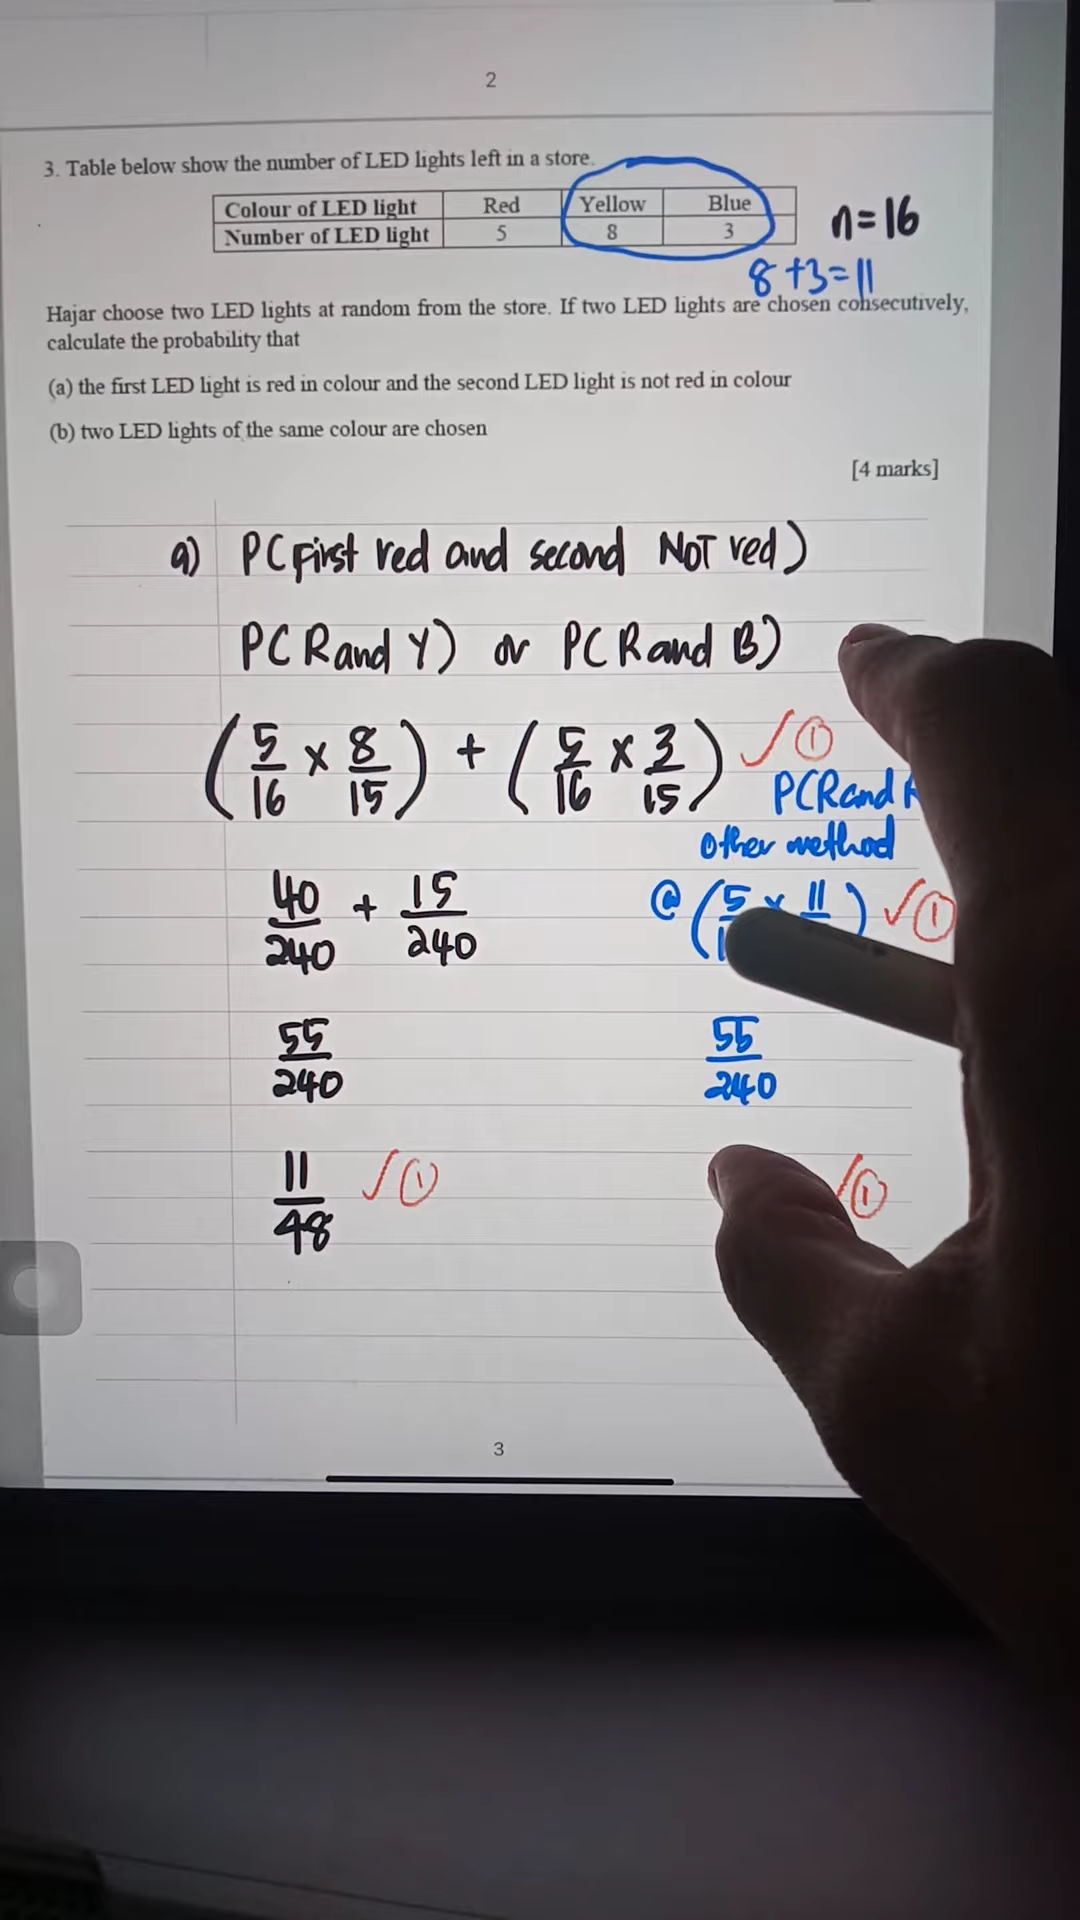 2
3. Table below show the number of LED lights left in a store.
Colour of LED light Red Yellow Blue
Number of LED light 5 8 3
n=16
8+3=11
Hajar choose two LED lights at random from the store. If two LED lights are chosen consecutively,
calculate the probability that
(a) the first LED light is red in colour and the second LED light is not red in colour
(b) two LED lights of the same colour are chosen
[4 marks]
a) P(first red and second NOT red)
P(R and Y) or P(R and B)
(5/16 x 8/15) + (5/16 x 3/15) ✓ ①
P(R and
other method
40/240 + 15/240
@ (5 x 11 ) ✓ ①
55/240
55/240
11/48 ✓ ①
✓ ①
3